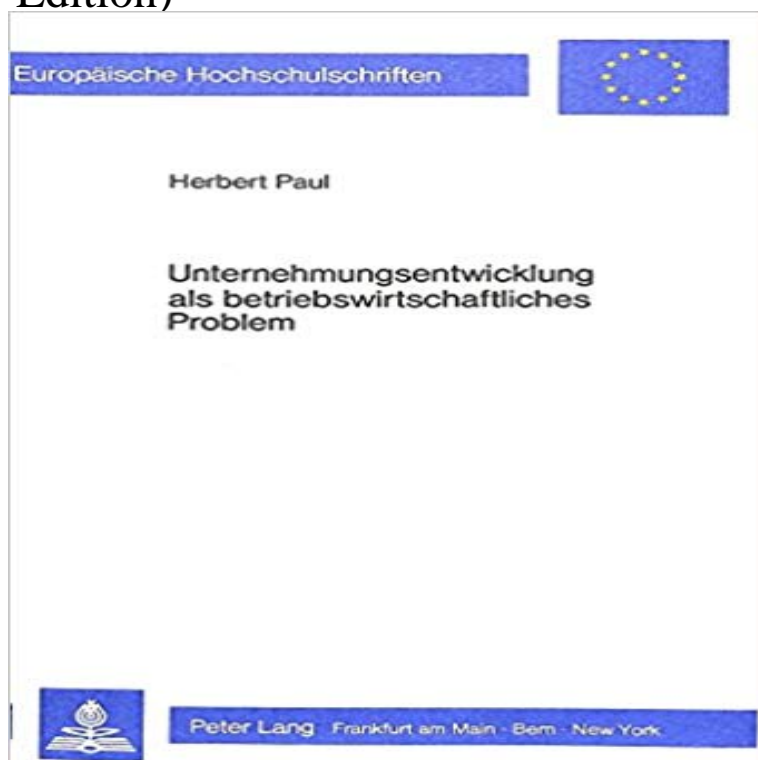 Edition)
Europäische Hochschulschriften
Herbert Paul
Unternehmungsentwicklung
als betriebswirtschaftliches
Problem
Peter Lang Frankfurt am Main · Bern · New York